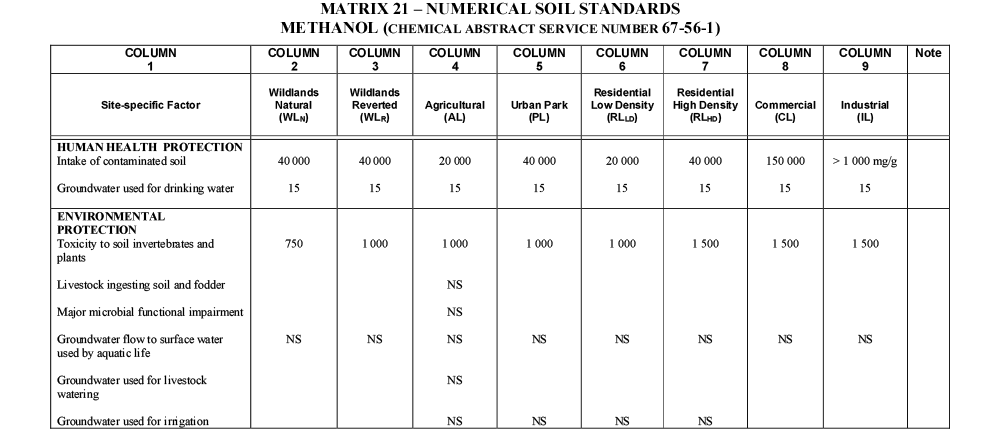 MATRIX 21 – NUMERICAL SOIL STANDARDS
METHANOL (CHEMICAL ABSTRACT SERVICE NUMBER 67-56-1)
COLUMN 1 COLUMN 2 COLUMN 3 COLUMN 4 COLUMN 5 COLUMN 6 COLUMN 7 COLUMN 8 COLUMN 9 Note
Site-specific Factor Wildlands Natural (WLN) Wildlands Reverted (WLR) Agricultural (AL) Urban Park (PL) Residential Low Density (RLLD) Residential High Density (RLHD) Commercial (CL) Industrial (IL)
HUMAN HEALTH PROTECTION
Intake of contaminated soil 40 000 40 000 20 000 40 000 20 000 40 000 150 000 > 1 000 mg/g
Groundwater used for drinking water 15 15 15 15 15 15 15 15
ENVIRONMENTAL
PROTECTION
Toxicity to soil invertebrates and 750 1 000 1 000 1 000 1 000 1 500 1 500 1 500
plants
Livestock ingesting soil and fodder NS
Major microbial functional impairment NS
Groundwater flow to surface water NS NS NS NS NS NS NS NS
used by aquatic life
Groundwater used for livestock NS
watering
Groundwater used for irrigation NS NS NS NS